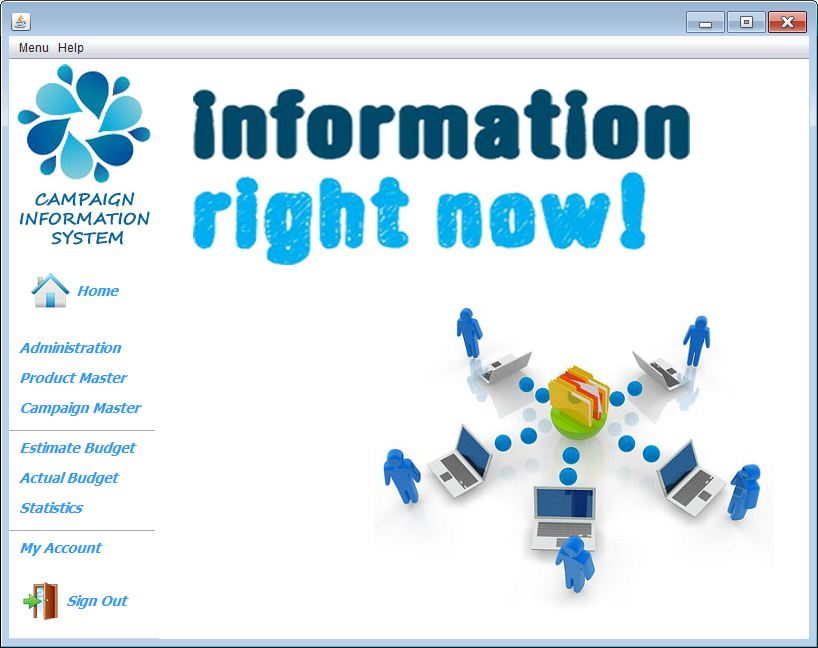 Menu Help
CAMPAIGN
INFORMATION
SYSTEM
information
right now!
Home
Administration
Product Master
Campaign Master
Estimate Budget
Actual Budget
Statistics
My Account
Sign Out